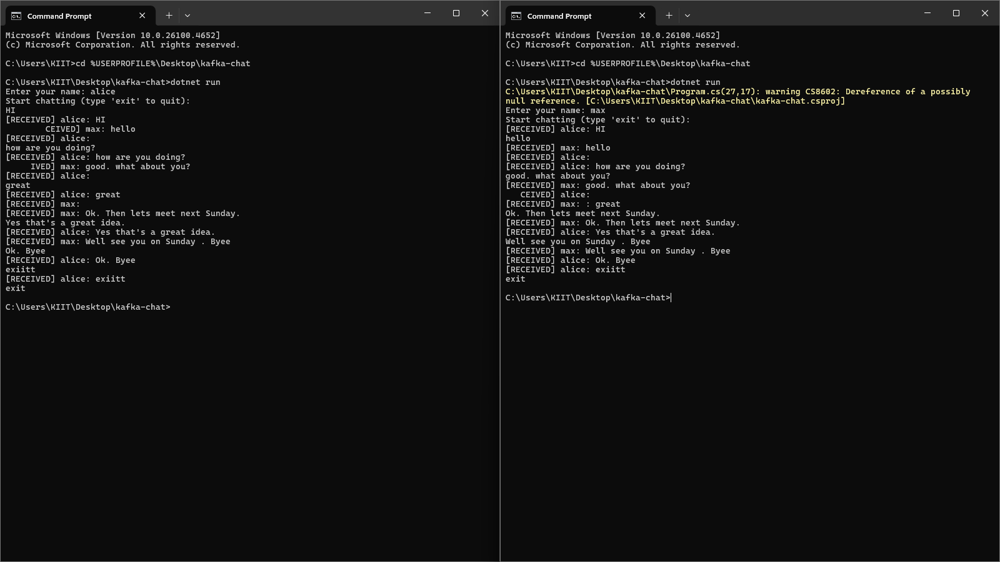 Command Prompt
Microsoft Windows [Version 10.0.26100.4652]
(c) Microsoft Corporation. All rights reserved.
C:\Users\KIIT>cd %USERPROFILE%\Desktop\kafka-chat
C:\Users\KIIT\Desktop\kafka-chat>dotnet run
Enter your name: alice
Start chatting (type 'exit' to quit):
HI
[RECEIVED] alice: HI
CEIVED] max: hello
[RECEIVED] alice:
how are you doing?
[RECEIVED] alice: how are you doing?
IVED] max: good. what about you?
[RECEIVED] alice:
great
[RECEIVED] alice: great
[RECEIVED] max:
[RECEIVED] max: Ok. Then lets meet next Sunday.
Yes that's a great idea.
[RECEIVED] alice: Yes that's a great idea.
[RECEIVED] max: Well see you on Sunday . Byee
Ok. Byee
[RECEIVED] alice: Ok. Byee
exiitt
[RECEIVED] alice: exiitt
exit
C:\Users\KIIT\Desktop\kafka-chat>
Command Prompt
Microsoft Windows [Version 10.0.26100.4652]
(c) Microsoft Corporation. All rights reserved.
C:\Users\KIIT>cd %USERPROFILE%\Desktop\kafka-chat
C:\Users\KIIT\Desktop\kafka-chat>dotnet run
C:\Users\KIIT\Desktop\kafka-chat\Program.cs(27,17): warning CS8602: Dereference of a possibly
null reference. [C:\Users\KIIT\Desktop\kafka-chat\kafka-chat.csproj]
Enter your name: max
Start chatting (type 'exit' to quit):
[RECEIVED] alice: HI
hello
[RECEIVED] max: hello
[RECEIVED] alice:
[RECEIVED] alice: how are you doing?
good. what about you?
[RECEIVED] max: good. what about you?
CEIVED] alice:
[RECEIVED] max: : great
Ok. Then lets meet next Sunday.
[RECEIVED] max: Ok. Then lets meet next Sunday.
[RECEIVED] alice: Yes that's a great idea.
Well see you on Sunday . Byee
[RECEIVED] max: Well see you on Sunday . Byee
[RECEIVED] alice: Ok. Byee
[RECEIVED] alice: exiitt
exit
C:\Users\KIIT\Desktop\kafka-chat>